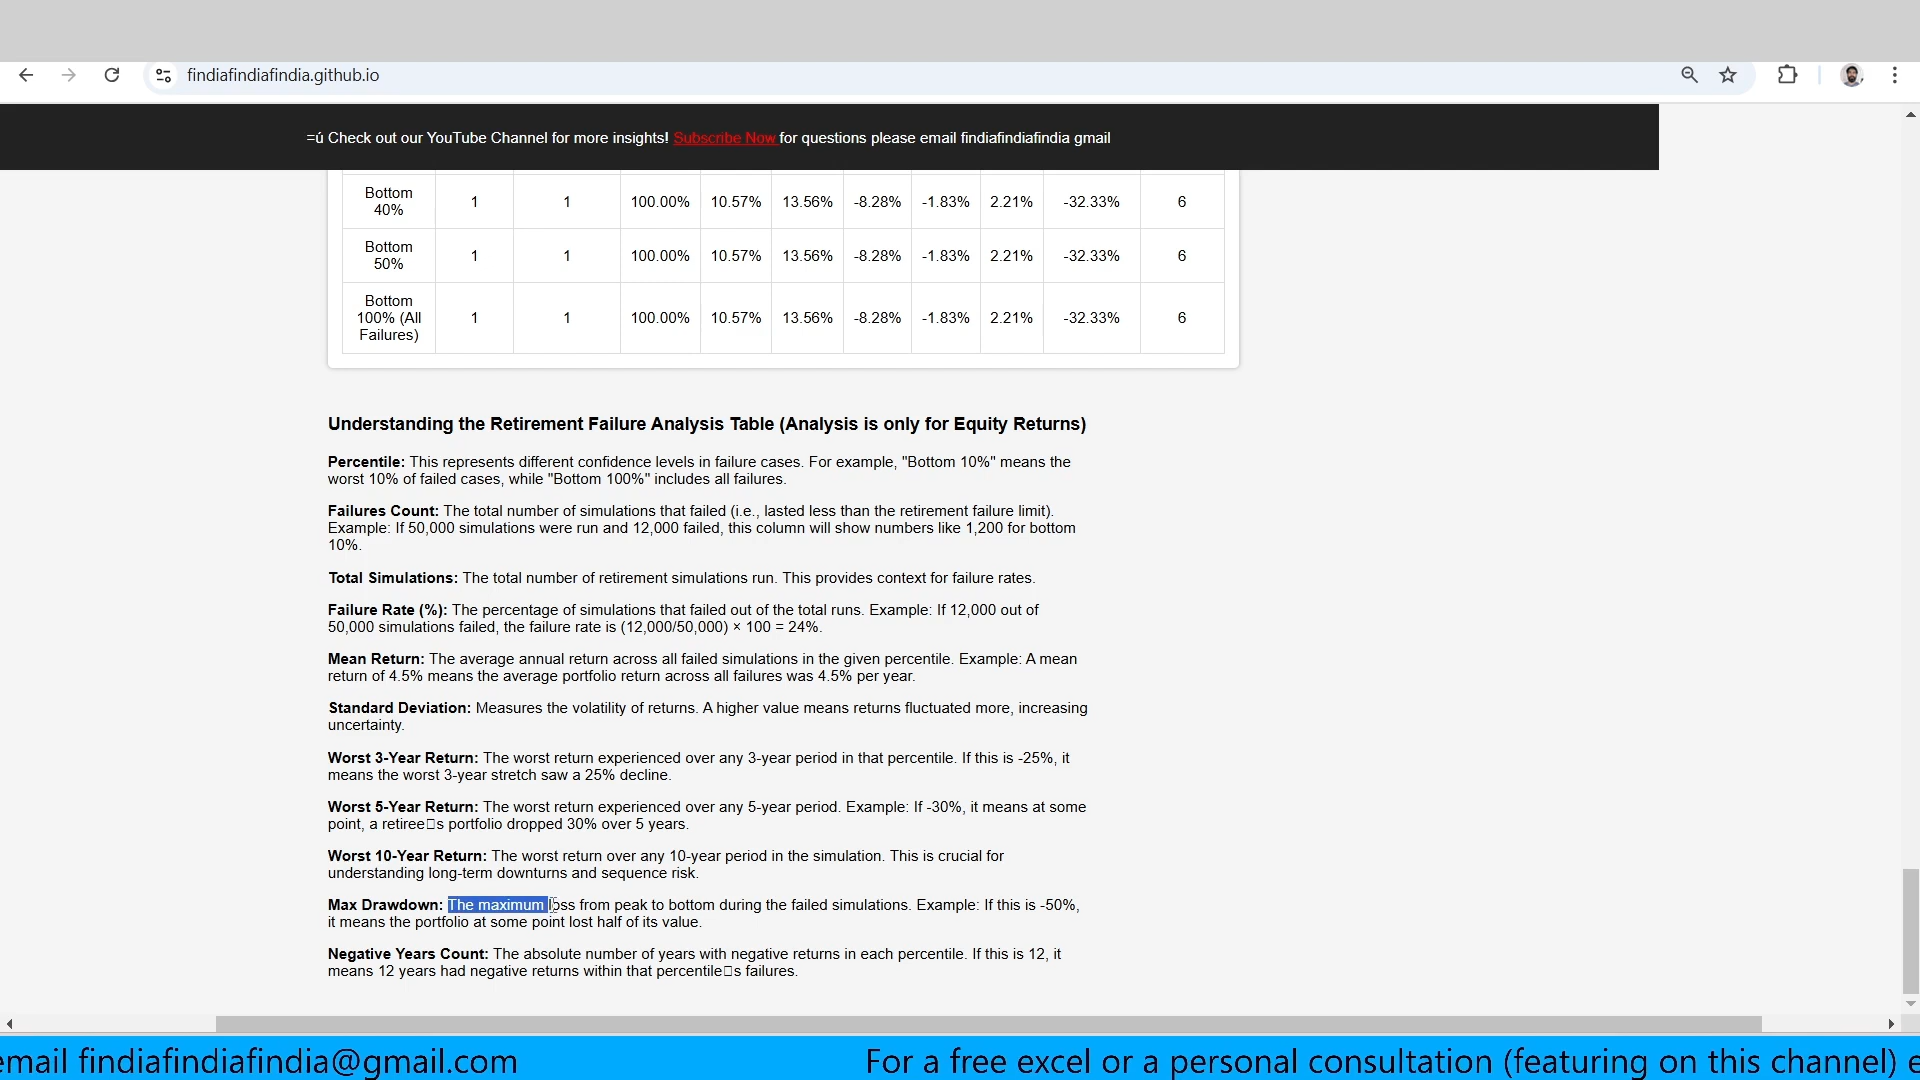 findiafindiafindia.github.io
=ú Check out our YouTube Channel for more insights! Subscribe Now for questions please email findiafindiafindia gmail
Bottom
40%
1
1
100.00%
10.57%
13.56%
-8.28%
-1.83%
2.21%
-32.33%
6
Bottom
50%
1
1
100.00%
10.57%
13.56%
-8.28%
-1.83%
2.21%
-32.33%
6
Bottom
100% (All
Failures)
1
1
100.00%
10.57%
13.56%
-8.28%
-1.83%
2.21%
-32.33%
6
Understanding the Retirement Failure Analysis Table (Analysis is only for Equity Returns)
Percentile: This represents different confidence levels in failure cases. For example, "Bottom 10%" means the
worst 10% of failed cases, while "Bottom 100%" includes all failures.
Failures Count: The total number of simulations that failed (i.e., lasted less than the retirement failure limit).
Example: If 50,000 simulations were run and 12,000 failed, this column will show numbers like 1,200 for bottom
10%.
Total Simulations: The total number of retirement simulations run. This provides context for failure rates.
Failure Rate (%): The percentage of simulations that failed out of the total runs. Example: If 12,000 out of
50,000 simulations failed, the failure rate is (12,000/50,000) × 100 = 24%.
Mean Return: The average annual return across all failed simulations in the given percentile. Example: A mean
return of 4.5% means the average portfolio return across all failures was 4.5% per year.
Standard Deviation: Measures the volatility of returns. A higher value means returns fluctuated more, increasing
uncertainty.
Worst 3-Year Return: The worst return experienced over any 3-year period in that percentile. If this is -25%, it
means the worst 3-year stretch saw a 25% decline.
Worst 5-Year Return: The worst return experienced over any 5-year period. Example: If -30%, it means at some
point, a retiree□s portfolio dropped 30% over 5 years.
Worst 10-Year Return: The worst return over any 10-year period in the simulation. This is crucial for
understanding long-term downturns and sequence risk.
Max Drawdown: The maximum loss from peak to bottom during the failed simulations. Example: If this is -50%,
it means the portfolio at some point lost half of its value.
Negative Years Count: The absolute number of years with negative returns in each percentile. If this is 12, it
means 12 years had negative returns within that percentile□s failures.
email findiafindiafindia@gmail.com For a free excel or a personal consultation (featuring on this channel) e